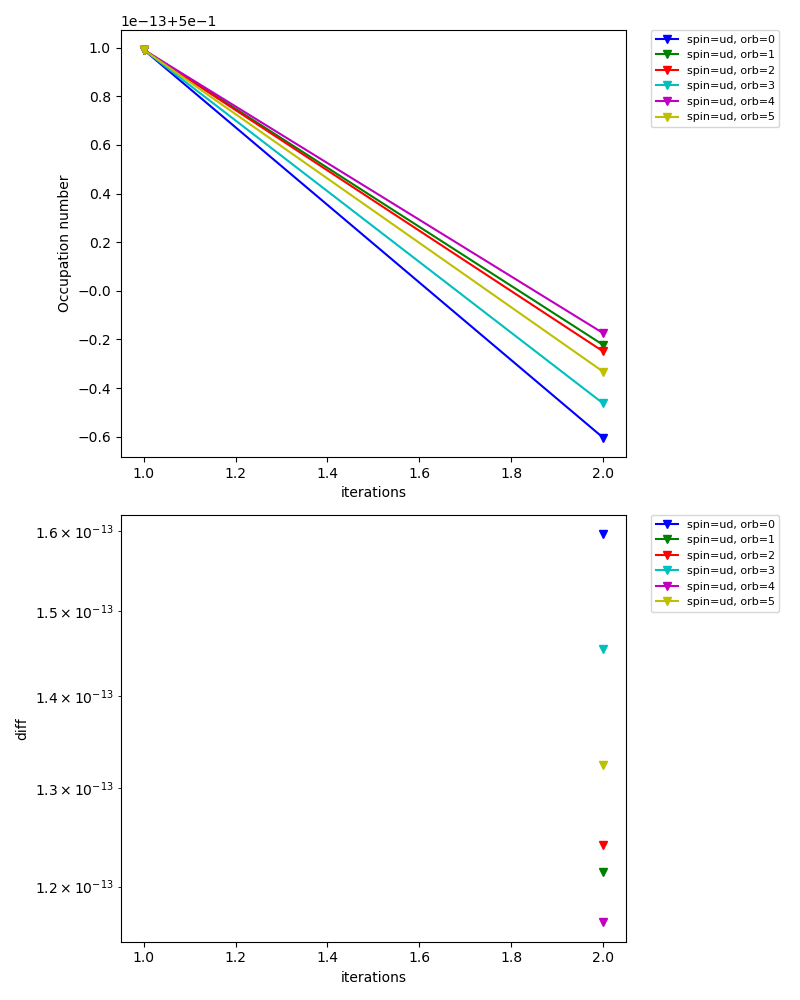 1e−13+5e−1
1.0
0.8
0.6
0.4
0.2
−0.0
−0.2
−0.4
−0.6
Occupation number
1.0 1.2 1.4 1.6 1.8 2.0
iterations
spin=ud, orb=0
spin=ud, orb=1
spin=ud, orb=2
spin=ud, orb=3
spin=ud, orb=4
spin=ud, orb=5
1.6 × 10⁻¹³
1.5 × 10⁻¹³
1.4 × 10⁻¹³
1.3 × 10⁻¹³
1.2 × 10⁻¹³
diff
1.0 1.2 1.4 1.6 1.8 2.0
iterations
spin=ud, orb=0
spin=ud, orb=1
spin=ud, orb=2
spin=ud, orb=3
spin=ud, orb=4
spin=ud, orb=5